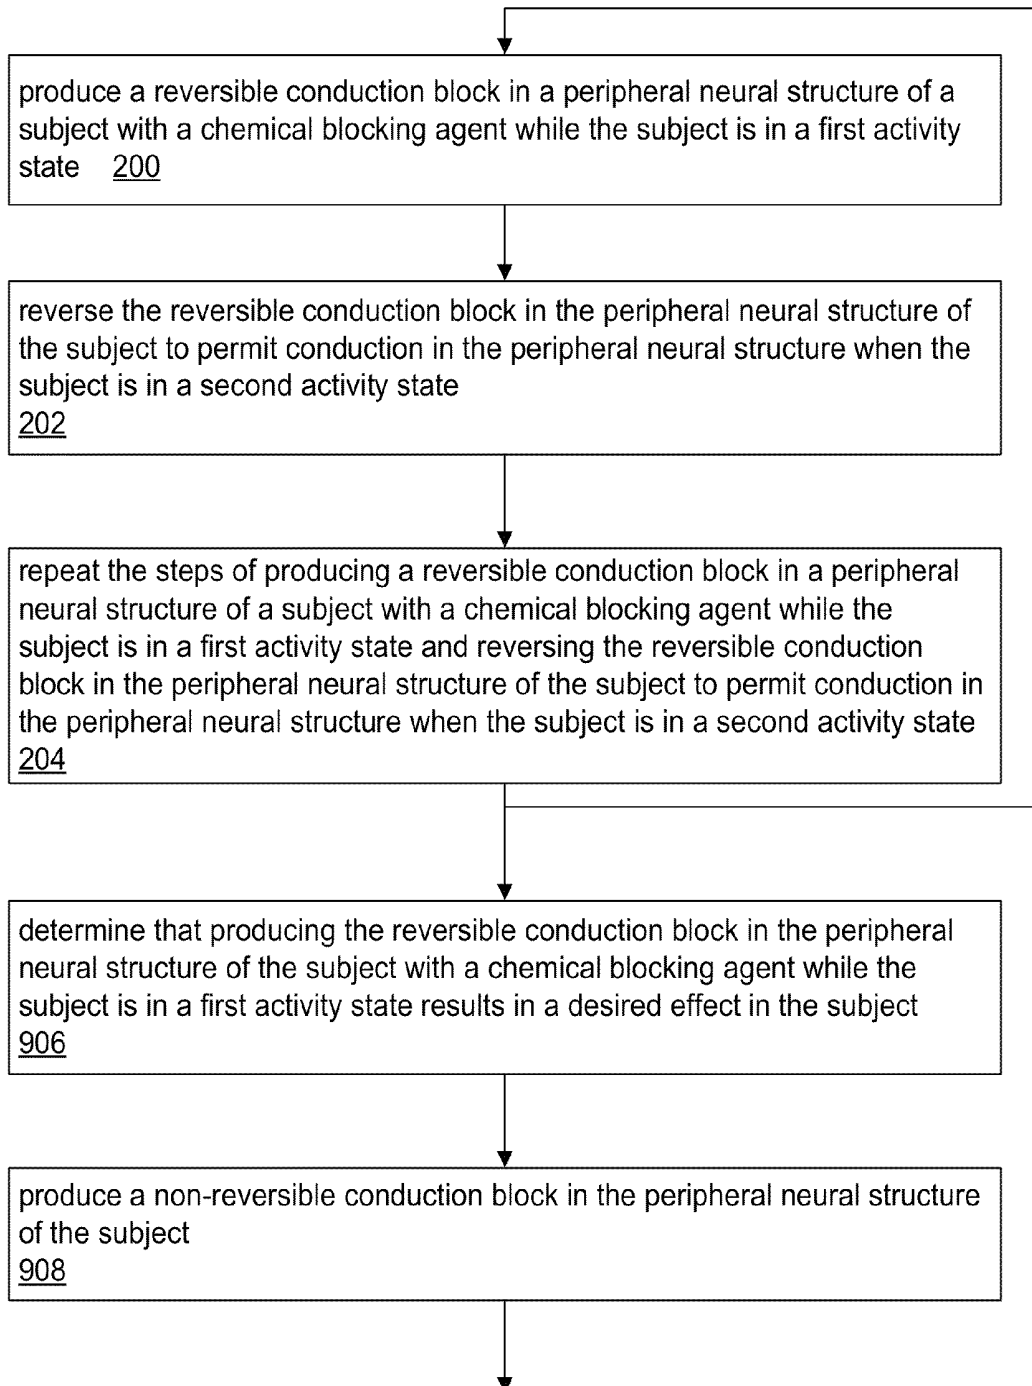 produce a reversible conduction block in a peripheral neural structure of a
subject with a chemical blocking agent while the subject is in a first activity
state 200
reverse the reversible conduction block in the peripheral neural structure of
the subject to permit conduction in the peripheral neural structure when the
subject is in a second activity state
202
repeat the steps of producing a reversible conduction block in a peripheral
neural structure of a subject with a chemical blocking agent while the
subject is in a first activity state and reversing the reversible conduction
block in the peripheral neural structure of the subject to permit conduction in
the peripheral neural structure when the subject is in a second activity state
204
determine that producing the reversible conduction block in the peripheral
neural structure of the subject with a chemical blocking agent while the
subject is in a first activity state results in a desired effect in the subject
906
produce a non-reversible conduction block in the peripheral neural structure
of the subject
908